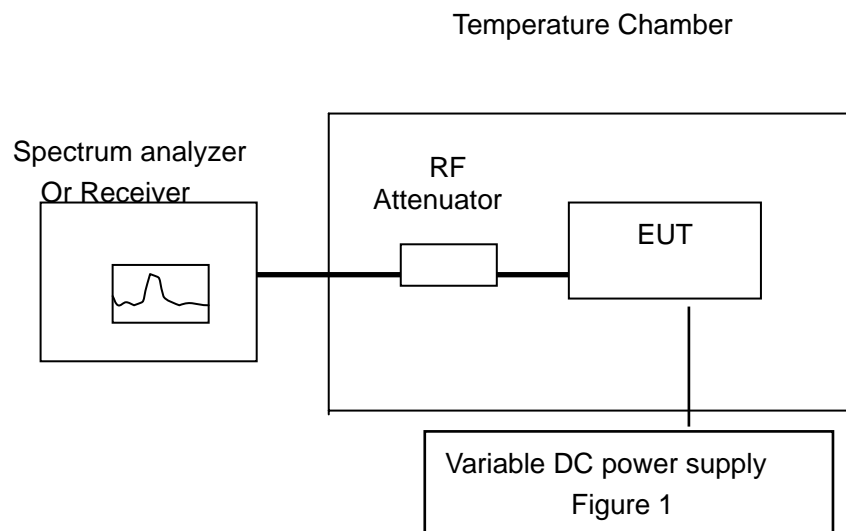 Temperature Chamber
Spectrum analyzer
Or Receiver
RF
Attenuator
EUT
Variable DC power supply
Figure 1